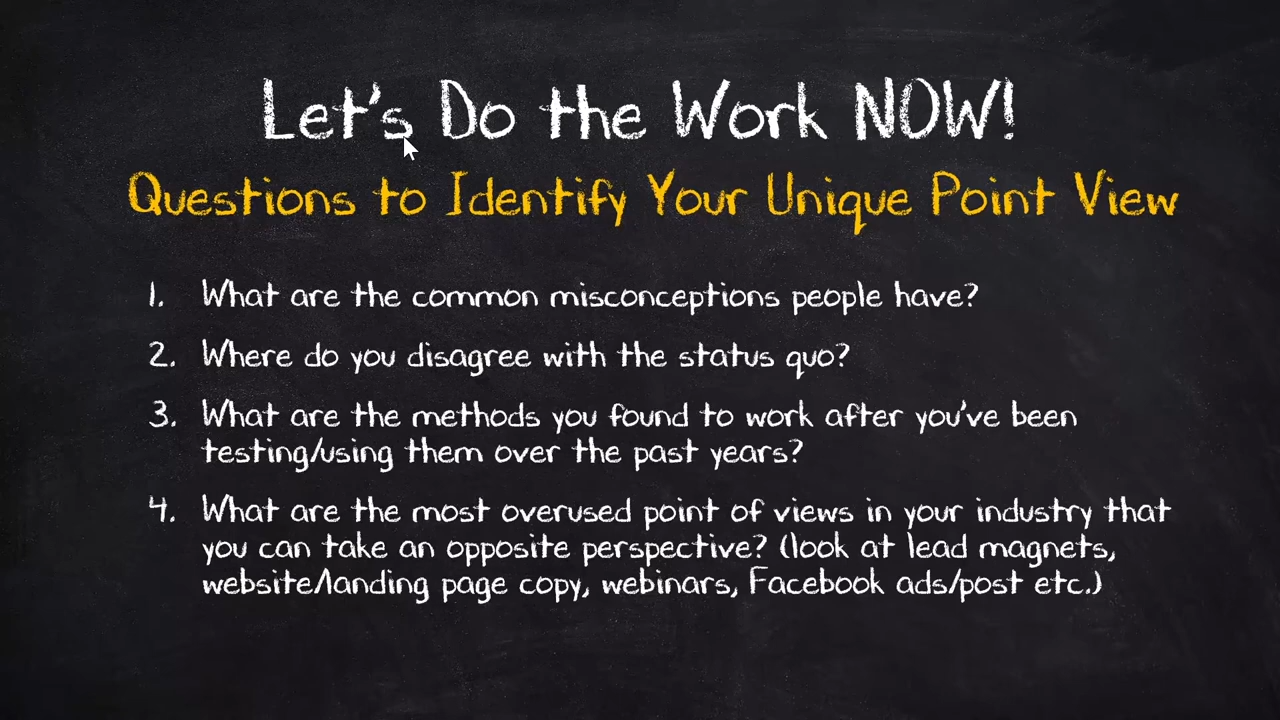 Let's Do the Work NOW!
Questions to Identify Your Unique Point View
1. What are the common misconceptions people have?
2. Where do you disagree with the status quo?
3. What are the methods you found to work after you've been
testing/using them over the past years?
4. What are the most overused point of views in your industry that
you can take an opposite perspective? (look at lead magnets,
website/landing page copy, webinars, Facebook ads/post etc.)